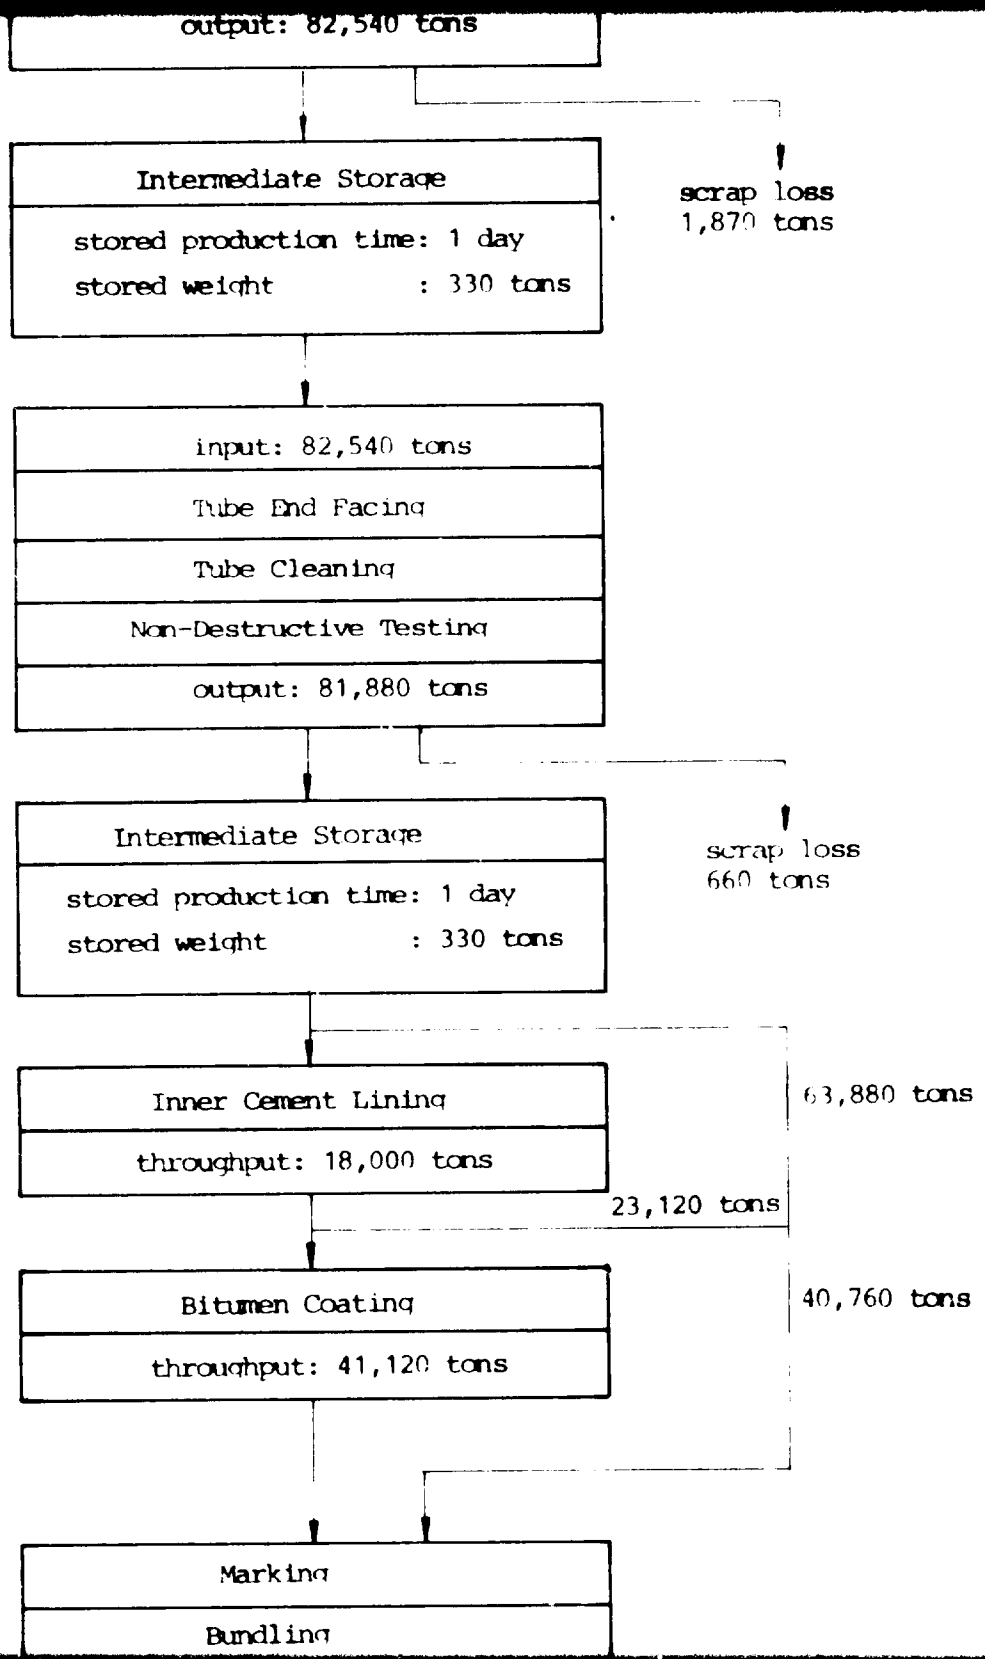 output: 82,540 tons
Intermediate Storage
stored production time: 1 day
stored weight : 330 tons
scrap loss
1,870 tons
input: 82,540 tons
Tube End Facing
Tube Cleaning
Non-Destructive Testing
output: 81,880 tons
Intermediate Storage
stored production time: 1 day
stored weight : 330 tons
scrap loss
660 tons
Inner Cement Lining
throughput: 18,000 tons
63,880 tons
23,120 tons
Bitumen Coating
throughput: 41,120 tons
40,760 tons
Marking
Bundling